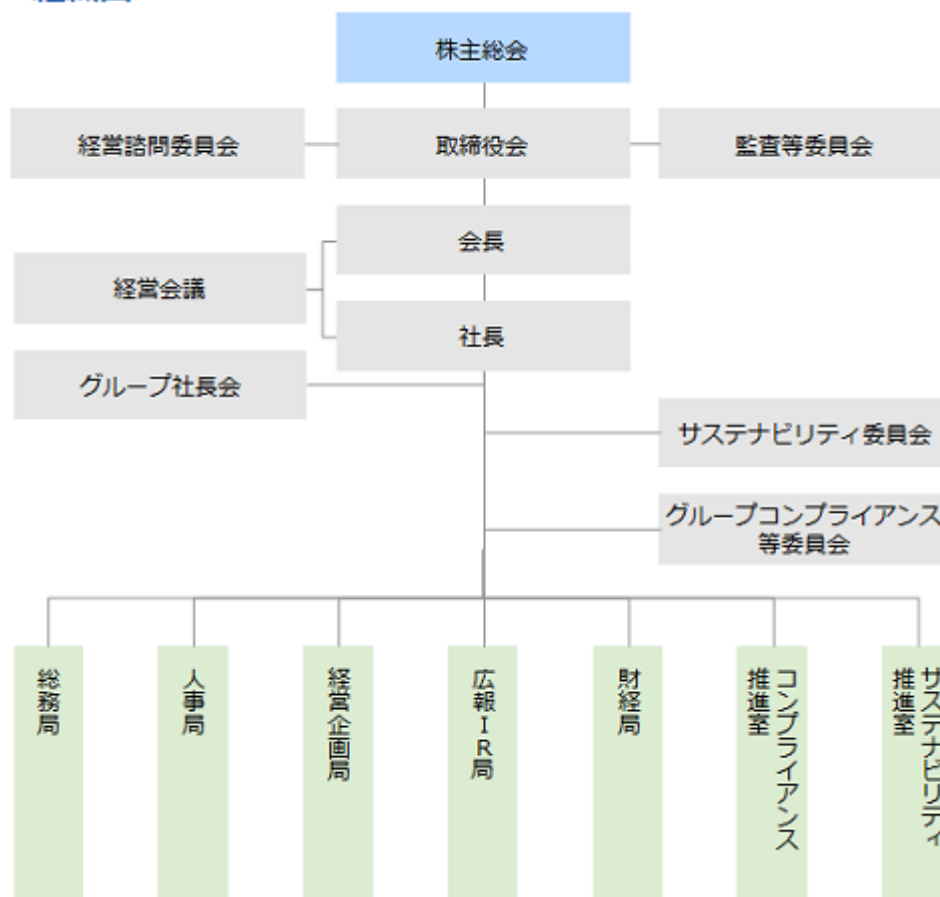 株主総会
経営諮問委員会
取締役会
監査等委員会
会長
経営会議
社長
グループ社長会
サステナビリティ委員会
グループコンプライアンス
等委員会
総務局
人事局
経営企画局
広報IR局
財経局
コンプライアンス
推進室
サステナビリティ
推進室